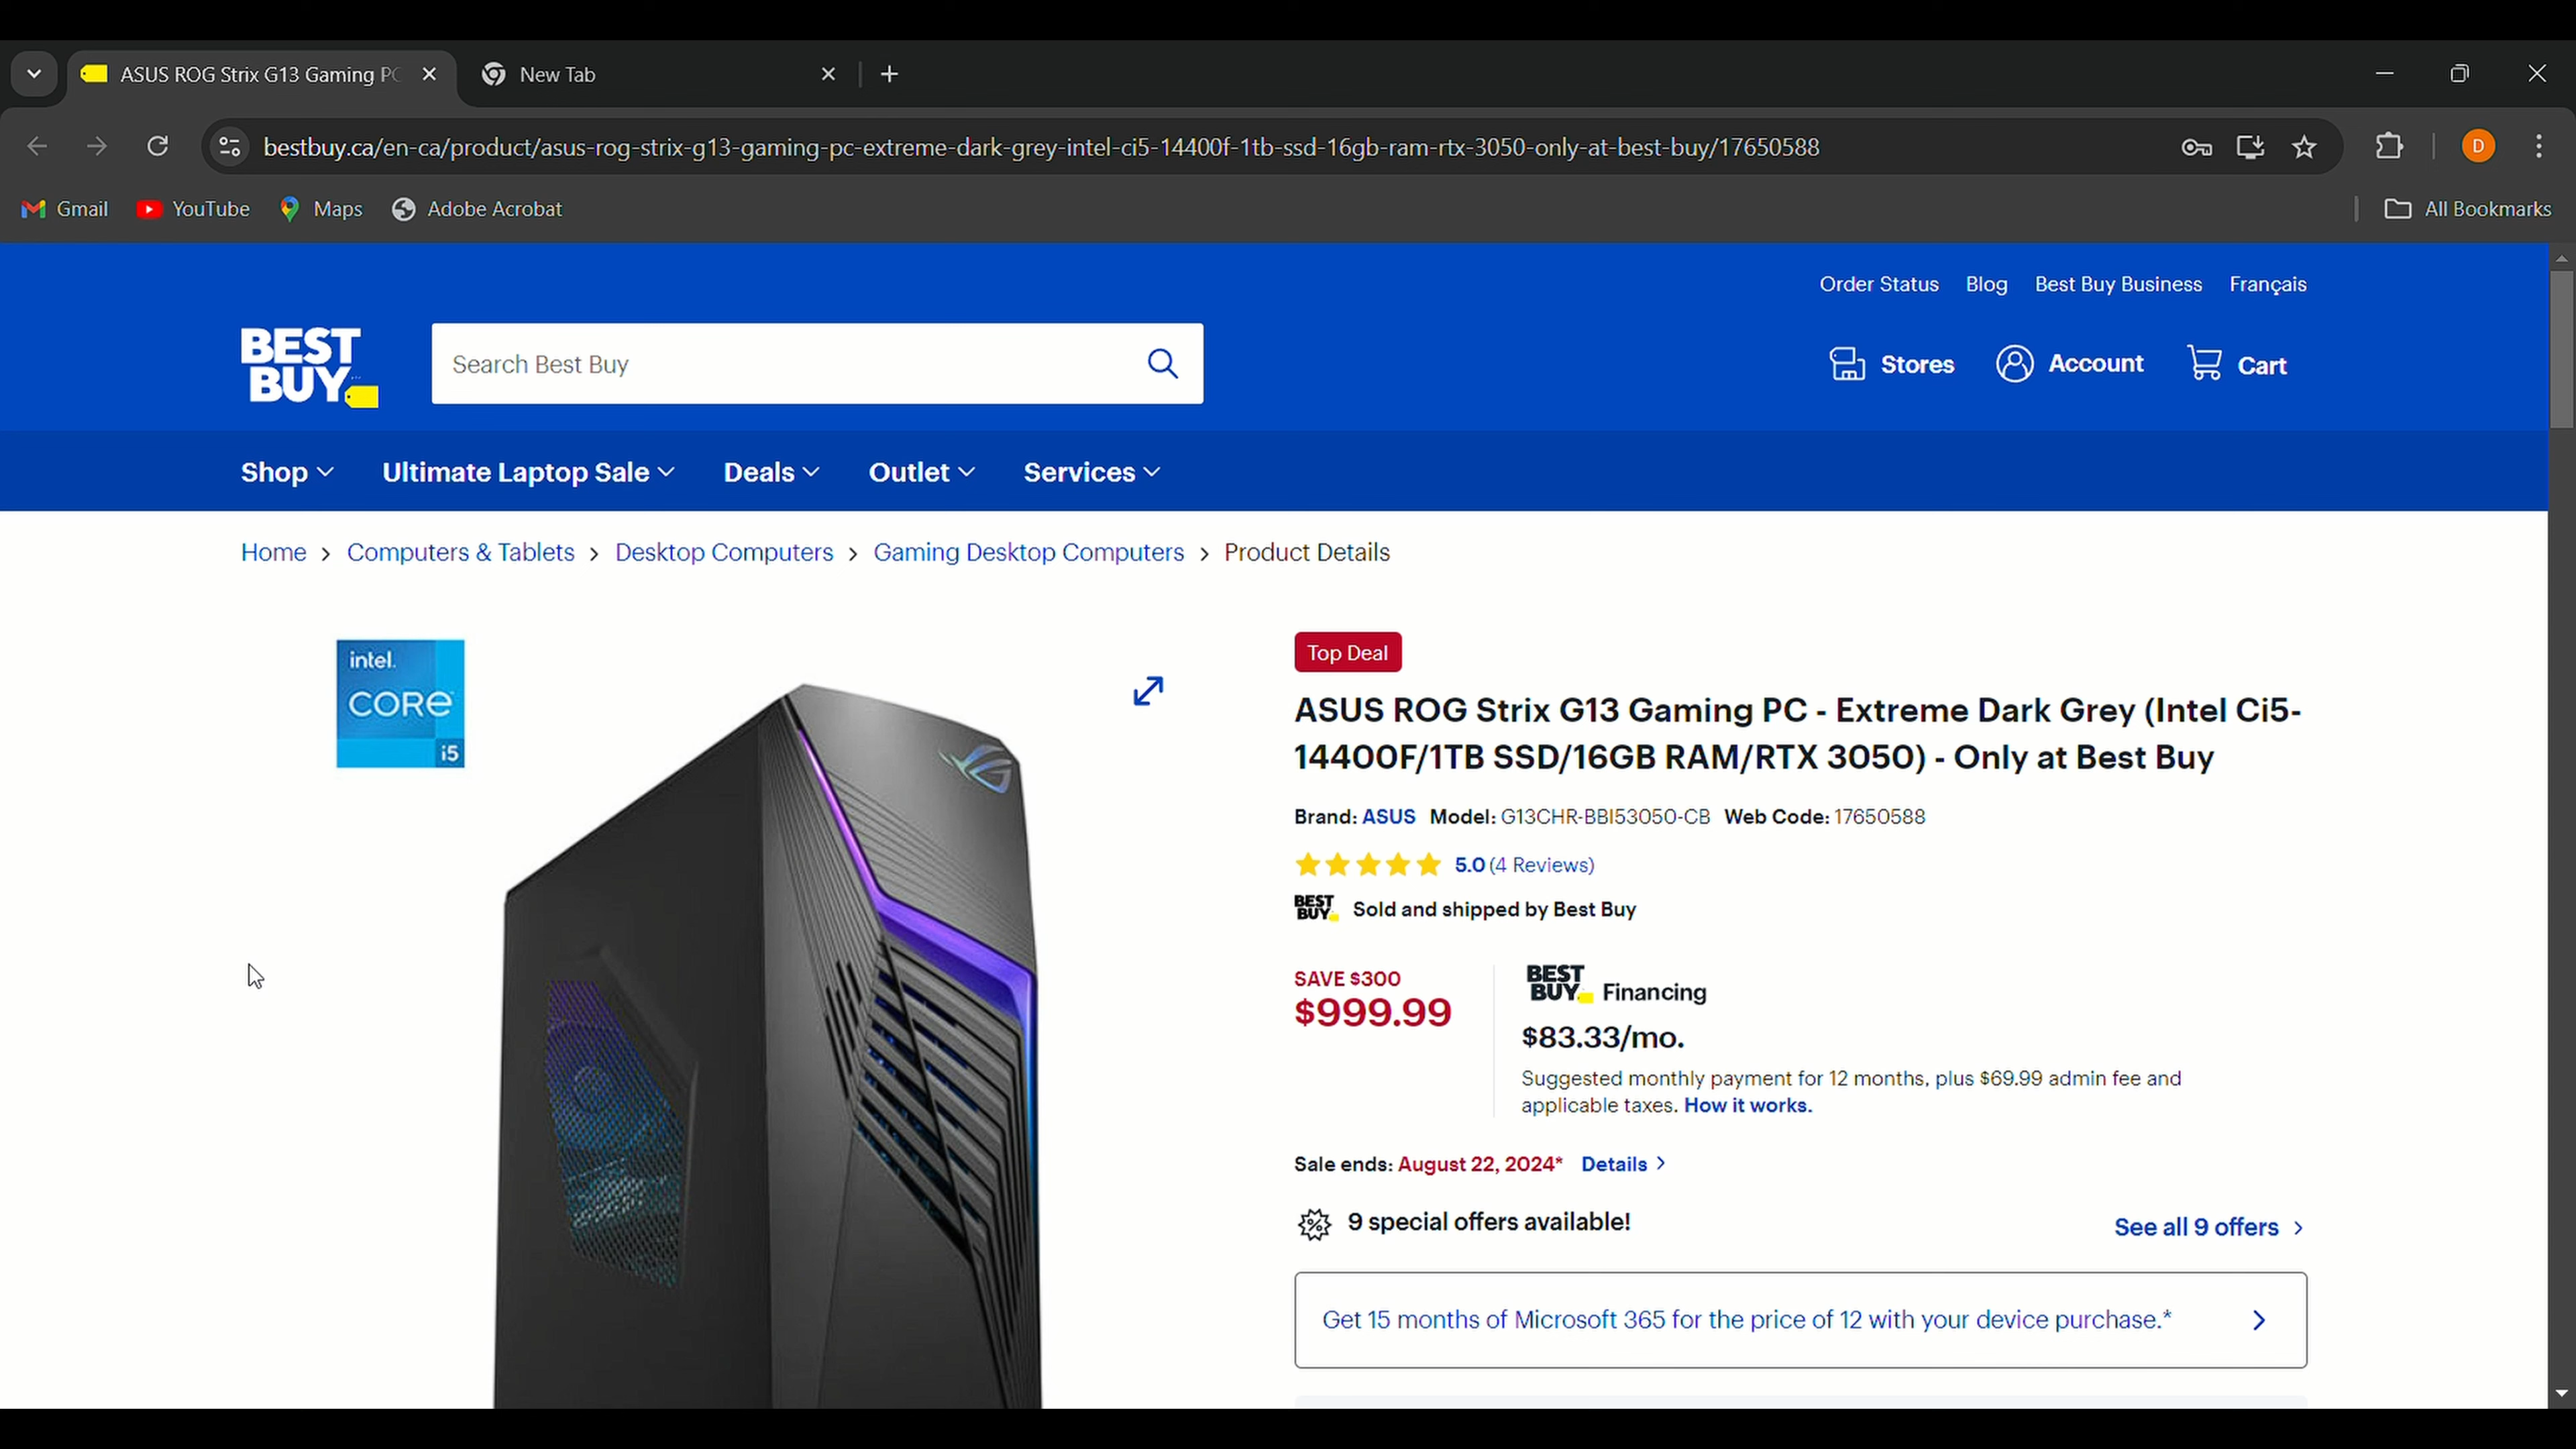 ASUS ROG Strix G13 Gaming PC
New Tab
bestbuy.ca/en-ca/product/asus-rog-strix-g13-gaming-pc-extreme-dark-grey-intel-ci5-14400f-1tb-ssd-16gb-ram-rtx-3050-only-at-best-buy/17650588
D
Gmail YouTube Maps Adobe Acrobat All Bookmarks
Order Status Blog Best Buy Business Français
BEST
BUY
Search Best Buy
Stores Account Cart
Shop Ultimate Laptop Sale Deals Outlet Services
Home > Computers & Tablets > Desktop Computers > Gaming Desktop Computers > Product Details
intel.
CORE
i5
Top Deal
ASUS ROG Strix G13 Gaming PC - Extreme Dark Grey (Intel Ci5-
14400F/1TB SSD/16GB RAM/RTX 3050) - Only at Best Buy
Brand: ASUS Model: G13CHR-BBI53050-CB Web Code: 17650588
5.0 (4 Reviews)
BEST BUY Sold and shipped by Best Buy
SAVE $300
$999.99
BEST BUY Financing
$83.33/mo.
Suggested monthly payment for 12 months, plus $69.99 admin fee and
applicable taxes. How it works.
Sale ends: August 22, 2024* Details >
9 special offers available!
See all 9 offers >
Get 15 months of Microsoft 365 for the price of 12 with your device purchase.*